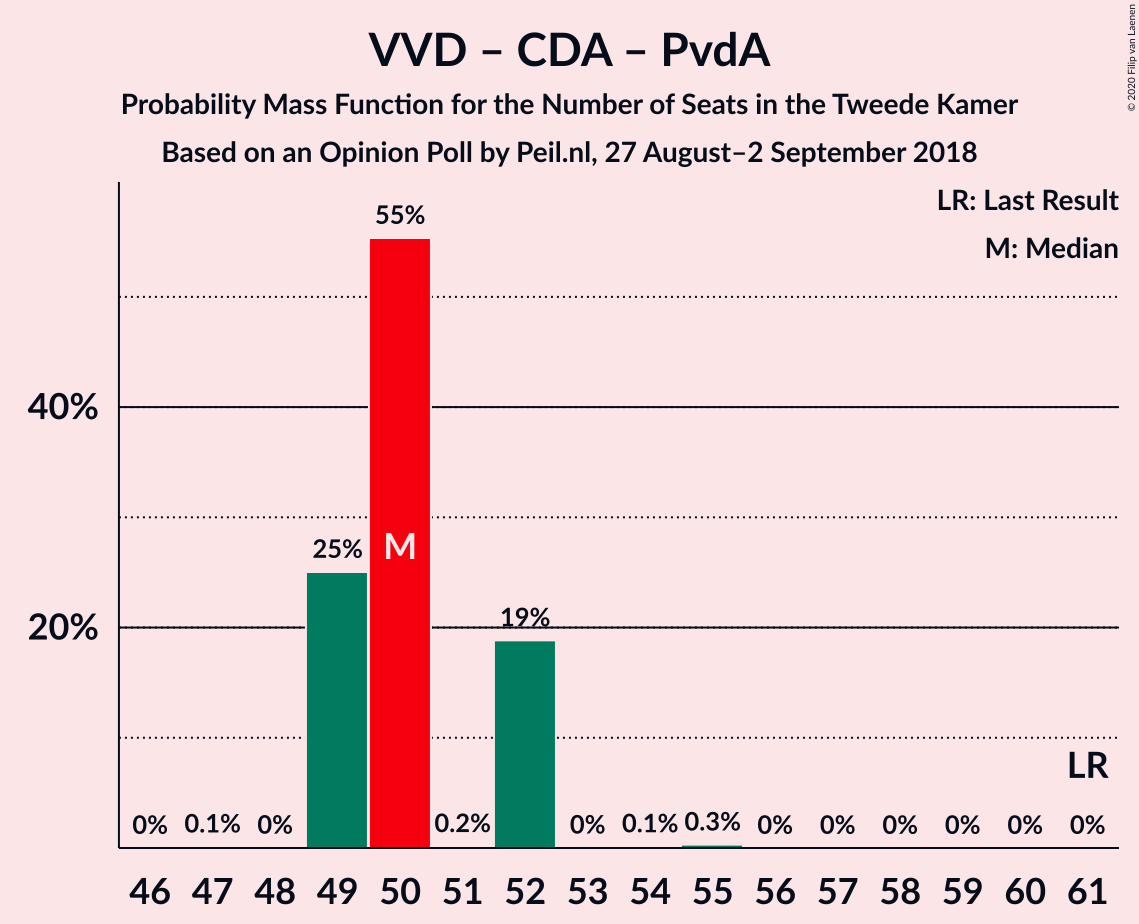 VVD – CDA – PvdA
Probability Mass Function for the Number of Seats in the Tweede Kamer
Based on an Opinion Poll by Peil.nl, 27 August–2 September 2018
© 2020 Filip van Laenen
LR: Last Result
M: Median
55%
40%
25%
M
20%
19%
LR
0%
0.1%
0%
0.2%
0%
0.1%
0.3%
0%
0%
0%
0%
0%
0%
46 47 48 49 50 51 52 53 54 55 56 57 58 59 60 61